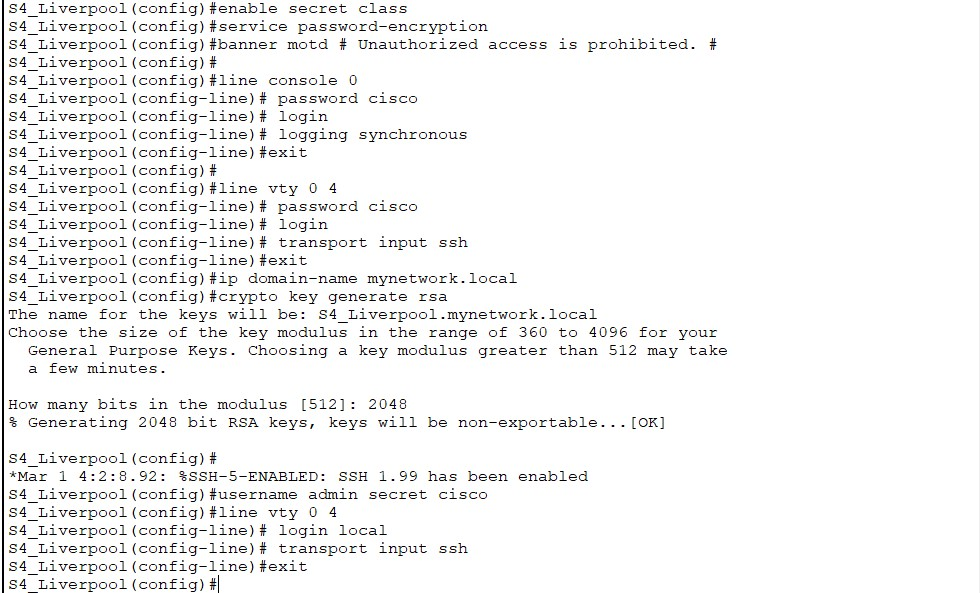 S4_Liverpool(config)#enable secret class
S4_Liverpool(config)#service password-encryption
S4_Liverpool(config)#banner motd # Unauthorized access is prohibited. #
S4_Liverpool(config)#
S4_Liverpool(config)#line console 0
S4_Liverpool(config-line)# password cisco
S4_Liverpool(config-line)# login
S4_Liverpool(config-line)# logging synchronous
S4_Liverpool(config-line)#exit
S4_Liverpool(config)#
S4_Liverpool(config)#line vty 0 4
S4_Liverpool(config-line)# password cisco
S4_Liverpool(config-line)# login
S4_Liverpool(config-line)# transport input ssh
S4_Liverpool(config-line)#exit
S4_Liverpool(config)#ip domain-name mynetwork.local
S4_Liverpool(config)#crypto key generate rsa
The name for the keys will be: S4_Liverpool.mynetwork.local
Choose the size of the key modulus in the range of 360 to 4096 for your
  General Purpose Keys. Choosing a key modulus greater than 512 may take
  a few minutes.

How many bits in the modulus [512]: 2048
% Generating 2048 bit RSA keys, keys will be non-exportable...[OK]

S4_Liverpool(config)#
*Mar 1 4:2:8.92: %SSH-5-ENABLED: SSH 1.99 has been enabled
S4_Liverpool(config)#username admin secret cisco
S4_Liverpool(config)#line vty 0 4
S4_Liverpool(config-line)# login local
S4_Liverpool(config-line)# transport input ssh
S4_Liverpool(config-line)#exit
S4_Liverpool(config)#